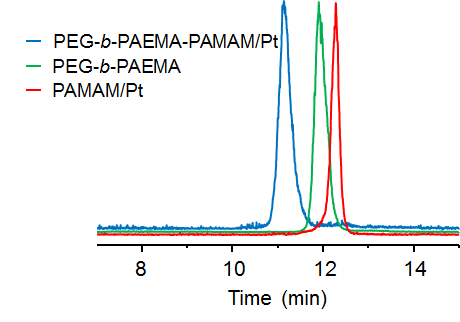 PEG-b-PAEMA-PAMAM/Pt
PEG-b-PAEMA
PAMAM/Pt
8 10 12 14
Time (min)